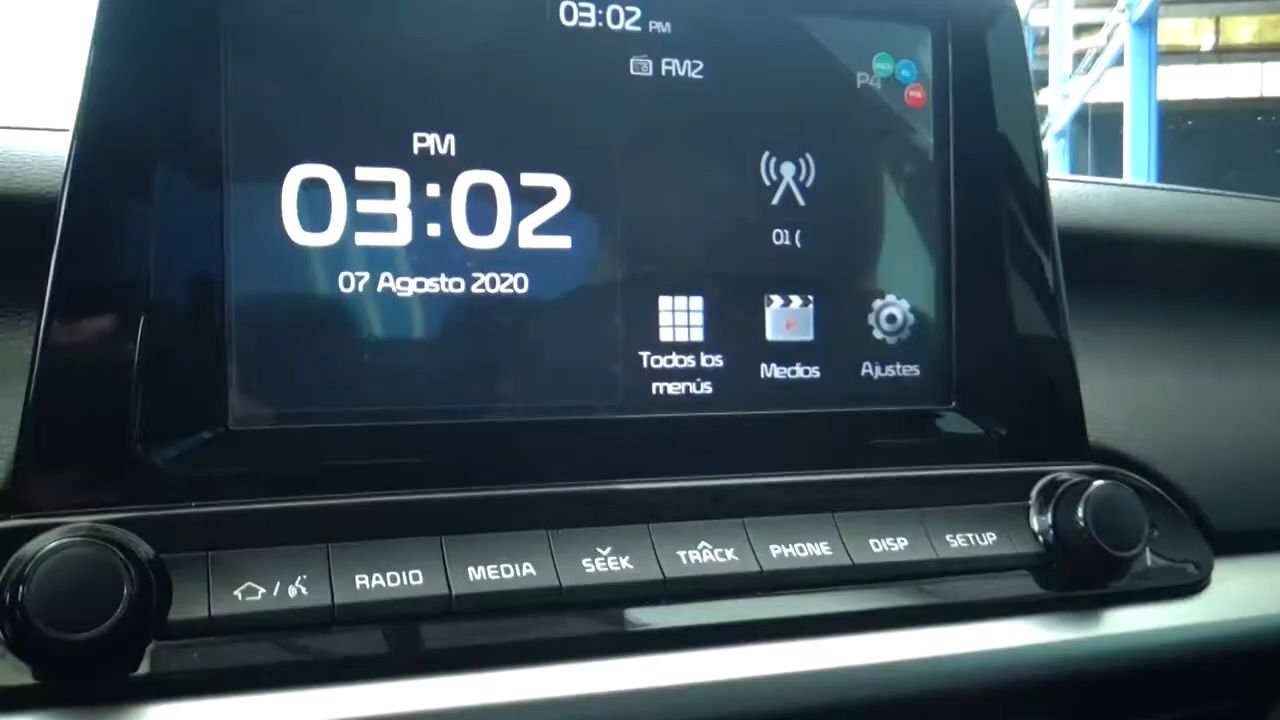 03:02 PM
FM2
P4
PM
03:02
07 Agosto 2020
01 (
Todos los
menús
Medios
Ajustes
/
RADIO
MEDIA
SEEK
TRACK
PHONE
DISP
SETUP